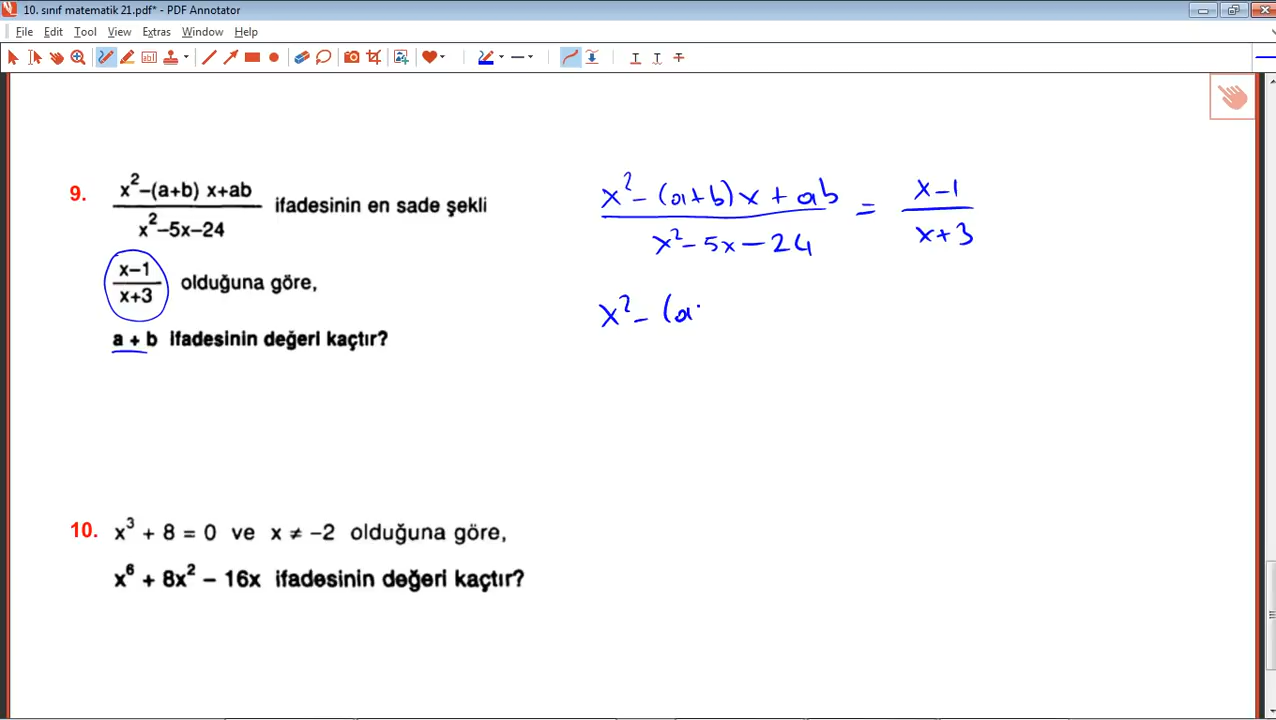 10. sınıf matematik 21.pdf* - PDF Annotator
File Edit Tool View Extras Window Help
9. x²–(a+b) x+ab ifadesinin en sade şekli
x²–5x–24
x–1
x+3 olduğuna göre,
a + b ifadesinin değeri kaçtır?
x² – (a+b)x + ab = x–1
x² – 5x – 24 x+3
x² – (a
10. x³ + 8 = 0 ve x ≠ –2 olduğuna göre,
x⁶ + 8x² – 16x ifadesinin değeri kaçtır?